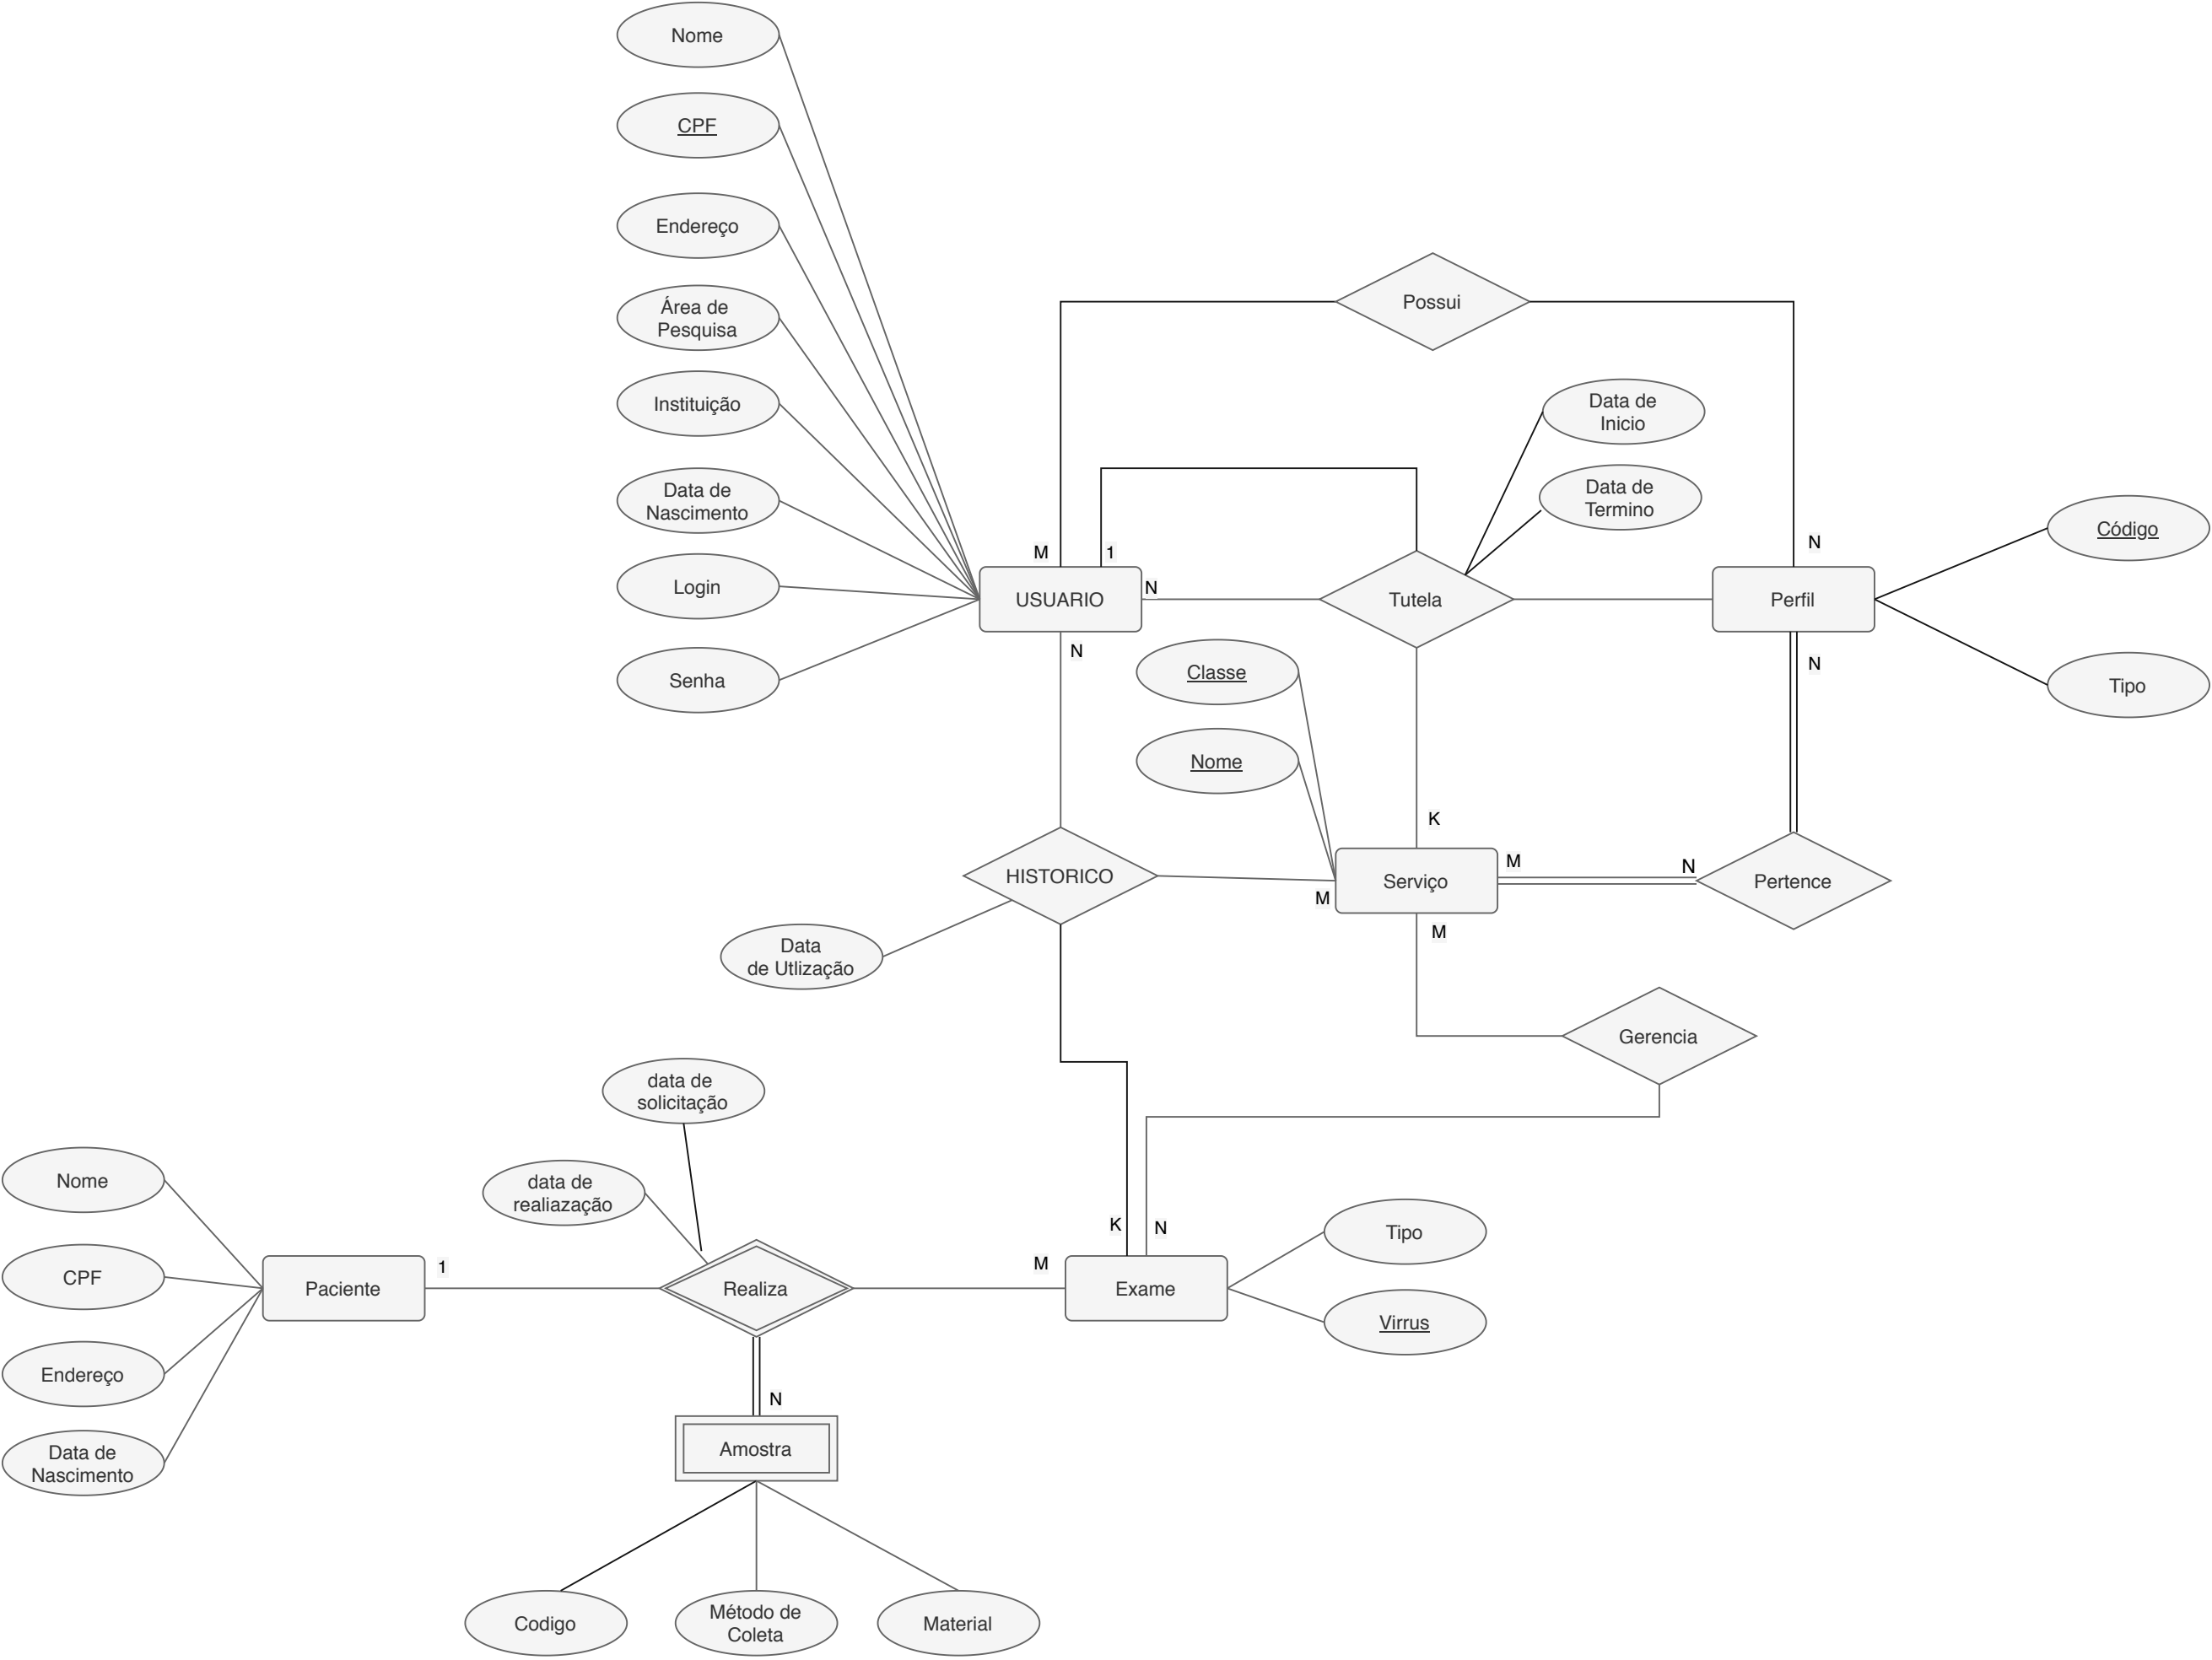 Nome
CPF
Endereço
Área de
Pesquisa
Instituição
Data de
Nascimento
Login
Senha
Possui
Data de
Inicio
Data de
Termino
M
1
N
N
USUARIO
Tutela
Perfil
Código
Tipo
N
N
Classe
Nome
K
HISTORICO
M
Serviço
M
N
Pertence
Data
de Utlização
M
Gerencia
data de
solicitação
data de
realiazação
Nome
CPF
Endereço
Data de
Nascimento
Paciente
1
Realiza
M
K
N
Exame
Tipo
Virrus
N
Amostra
Codigo
Método de
Coleta
Material